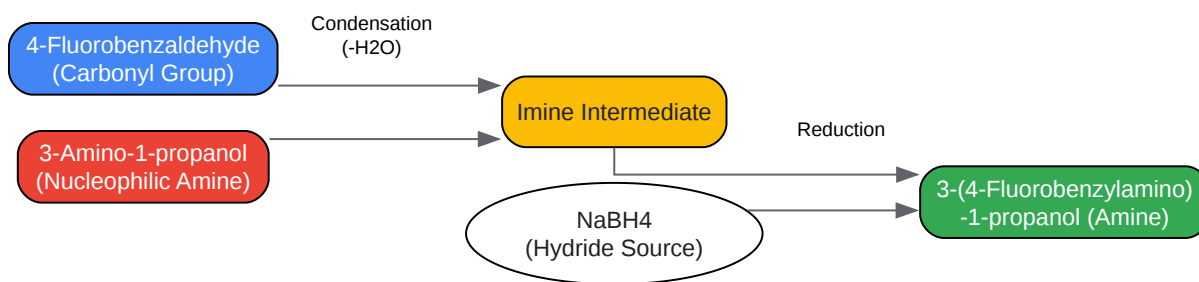 4-Fluorobenzaldehyde
(Carbonyl Group)
Condensation
(-H2O)
3-Amino-1-propanol
(Nucleophilic Amine)
Imine Intermediate
Reduction
NaBH4
(Hydride Source)
3-(4-Fluorobenzylamino)
-1-propanol (Amine)